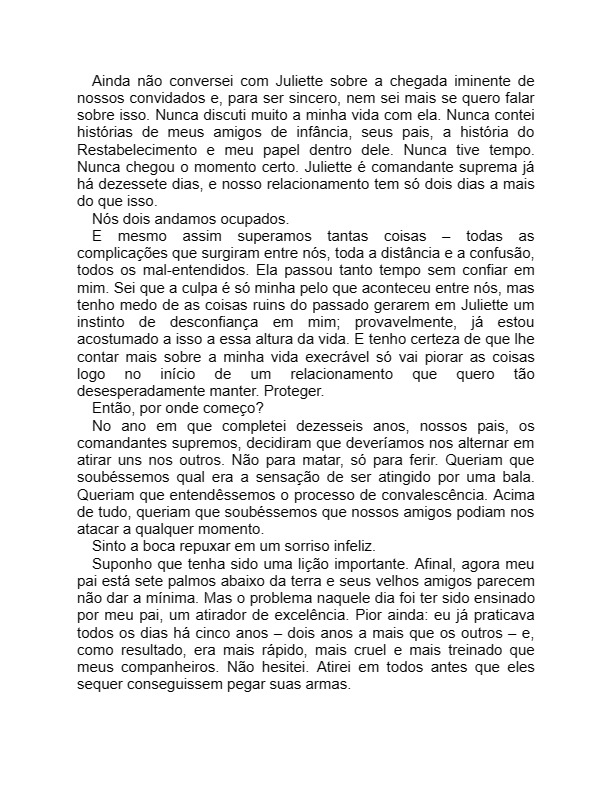 Ainda não conversei com Juliette sobre a chegada iminente de
nossos convidados e, para ser sincero, nem sei mais se quero falar
sobre isso. Nunca discuti muito a minha vida com ela. Nunca contei
histórias de meus amigos de infância, seus pais, a história do
Restabelecimento e meu papel dentro dele. Nunca tive tempo.
Nunca chegou o momento certo. Juliette é comandante suprema já
há dezessete dias, e nosso relacionamento tem só dois dias a mais
do que isso.
Nós dois andamos ocupados.
E mesmo assim superamos tantas coisas – todas as
complicações que surgiram entre nós, toda a distância e a confusão,
todos os mal-entendidos. Ela passou tanto tempo sem confiar em
mim. Sei que a culpa é só minha pelo que aconteceu entre nós, mas
tenho medo de as coisas ruins do passado gerarem em Juliette um
instinto de desconfiança em mim; provavelmente, já estou
acostumado a isso a essa altura da vida. E tenho certeza de que lhe
contar mais sobre a minha vida execrável só vai piorar as coisas
logo no início de um relacionamento que quero tão
desesperadamente manter. Proteger.
Então, por onde começo?
No ano em que completei dezesseis anos, nossos pais, os
comandantes supremos, decidiram que deveríamos nos alternar em
atirar uns nos outros. Não para matar, só para ferir. Queriam que
soubéssemos qual era a sensação de ser atingido por uma bala.
Queriam que entendêssemos o processo de convalescência. Acima
de tudo, queriam que soubéssemos que nossos amigos podiam nos
atacar a qualquer momento.
Sinto a boca repuxar em um sorriso infeliz.
Suponho que tenha sido uma lição importante. Afinal, agora meu
pai está sete palmos abaixo da terra e seus velhos amigos parecem
não dar a mínima. Mas o problema naquele dia foi ter sido ensinado
por meu pai, um atirador de excelência. Pior ainda: eu já praticava
todos os dias há cinco anos – dois anos a mais que os outros – e,
como resultado, era mais rápido, mais cruel e mais treinado que
meus companheiros. Não hesitei. Atirei em todos antes que eles
sequer conseguissem pegar suas armas.